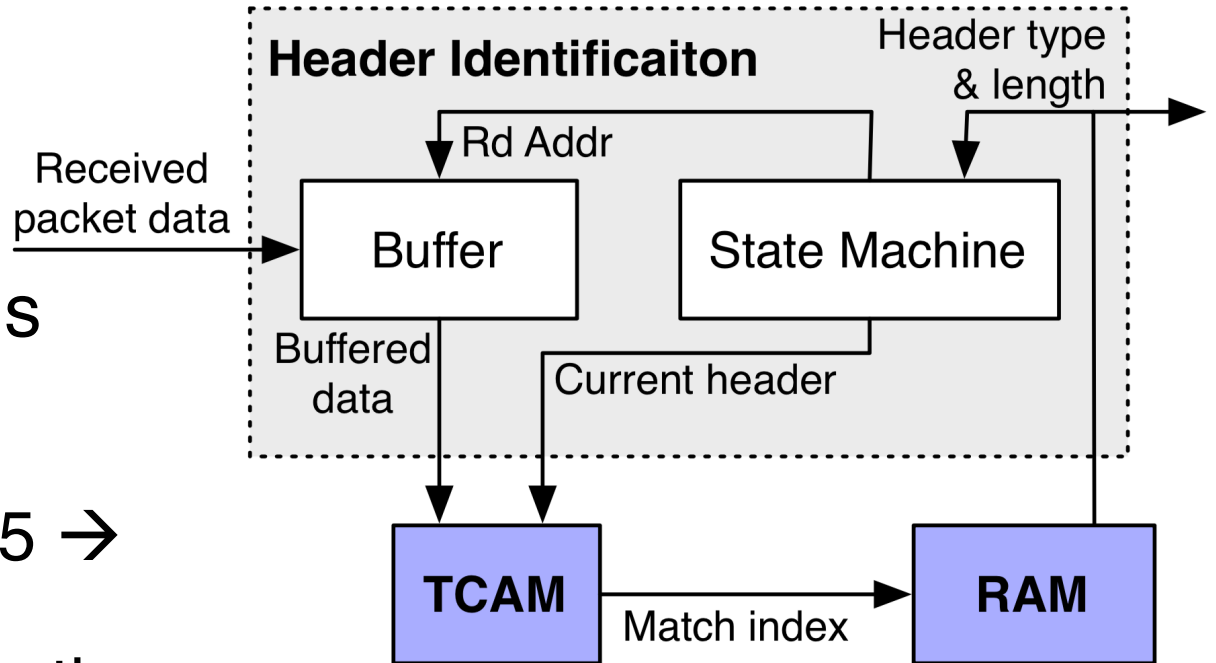 Header Identificaiton
Header type
& length
Rd Addr
Received
packet data
Buffer
State Machine
s
Buffered
data
Current header
5 →
TCAM
RAM
Match index